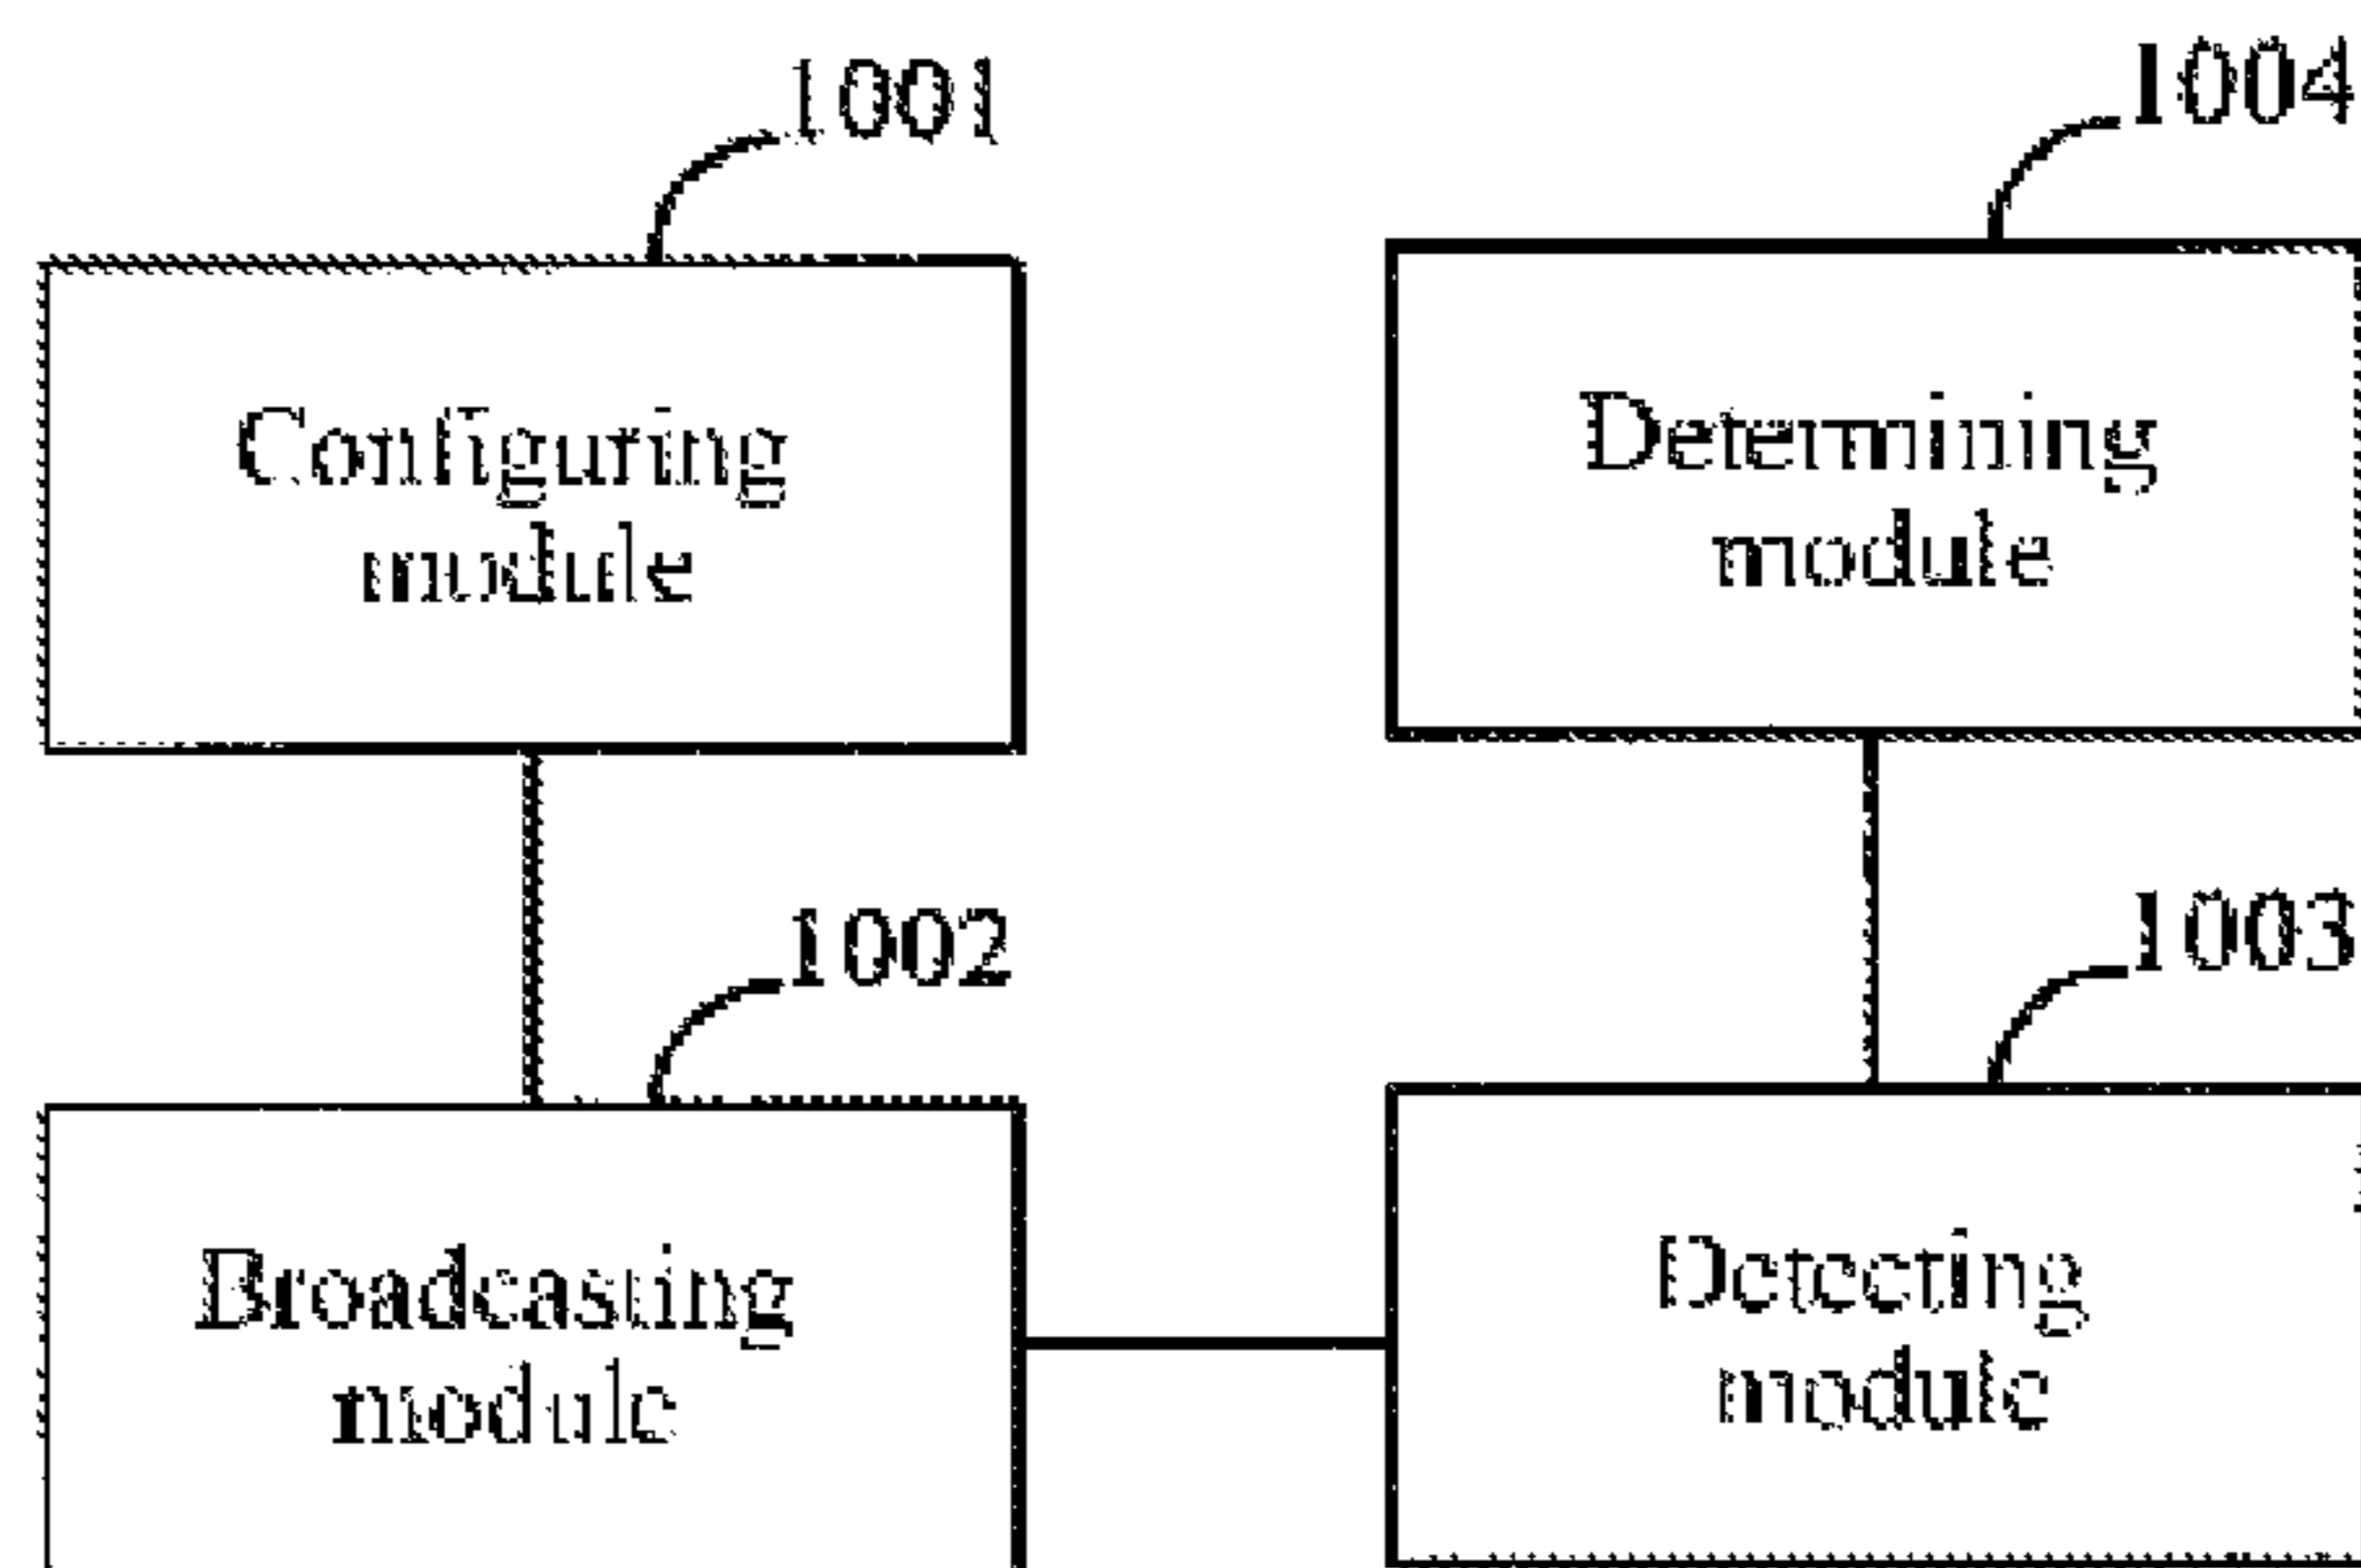 1001
1004
Configuring
module
Determining
module
1002
1003
Broadcasting
module
Detecting
module